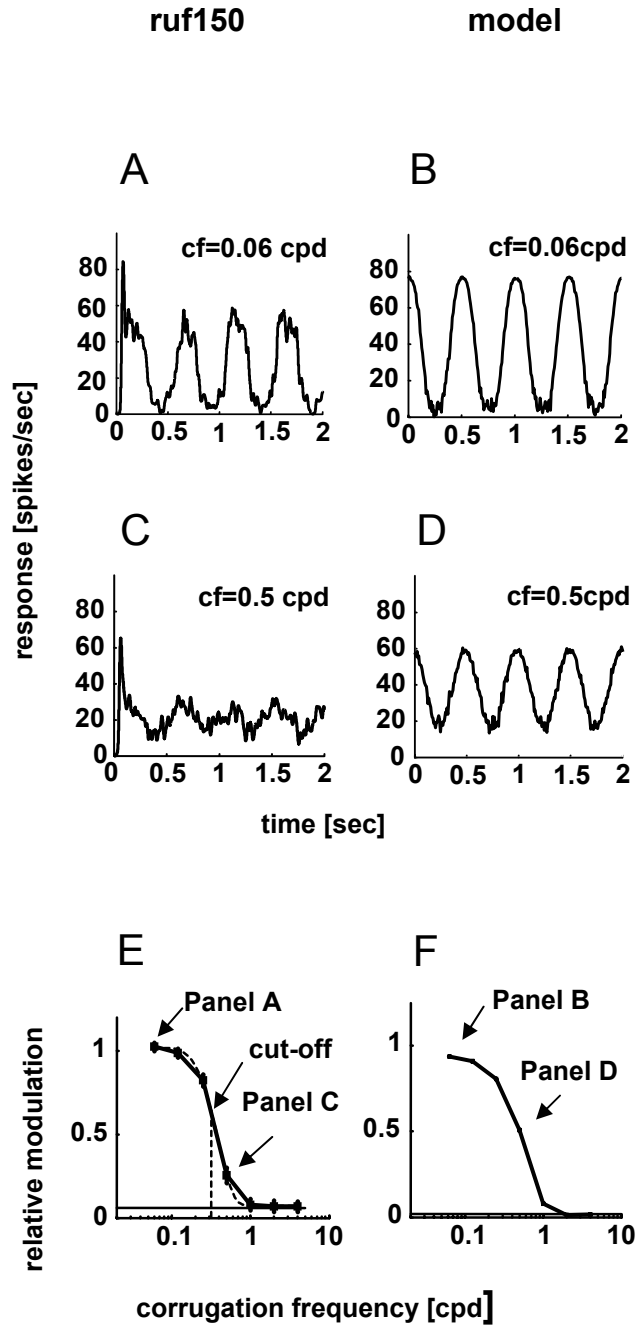 ruf150 model
A B
cf=0.06 cpd cf=0.06cpd
80 80
60 60
40 40
20 20
0 0
0 0.5 1 1.5 2 0 0.5 1 1.5 2
response [spikes/sec]
C D
cf=0.5 cpd cf=0.5cpd
80 80
60 60
40 40
20 20
0 0
0 0.5 1 1.5 2 0 0.5 1 1.5 2
time [sec]
E F
Panel A Panel B
cut-off
Panel C Panel D
1 1
0.5 0.5
0 0
0.1 1 10 0.1 1 10
relative modulation
corrugation frequency [cpd]